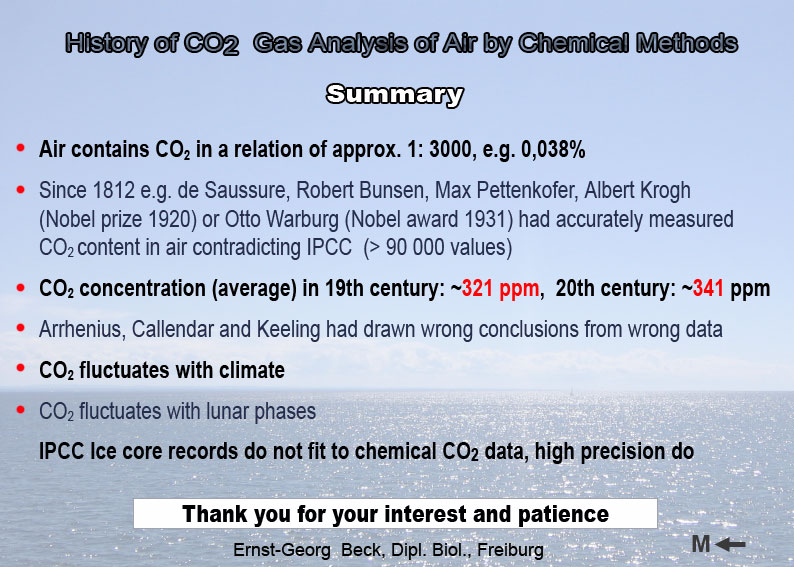 History of CO2 Gas Analysis of Air by Chemical Methods
Summary
• Air contains CO₂ in a relation of approx. 1: 3000, e.g. 0,038%
• Since 1812 e.g. de Saussure, Robert Bunsen, Max Pettenkofer, Albert Krogh
(Nobel prize 1920) or Otto Warburg (Nobel award 1931) had accurately measured
CO₂ content in air contradicting IPCC (> 90 000 values)
• CO₂ concentration (average) in 19th century: ~321 ppm, 20th century: ~341 ppm
• Arrhenius, Callendar and Keeling had drawn wrong conclusions from wrong data
• CO₂ fluctuates with climate
• CO₂ fluctuates with lunar phases
IPCC Ice core records do not fit to chemical CO₂ data, high precision do
Thank you for your interest and patience
Ernst-Georg Beck, Dipl. Biol., Freiburg
M